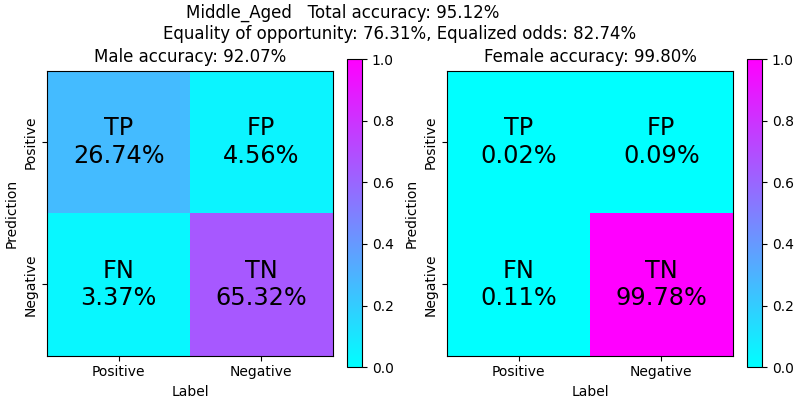 Middle_Aged   Total accuracy: 95.12%
Equality of opportunity: 76.31%, Equalized odds: 82.74%
Male accuracy: 92.07%
Prediction
Positive
Negative
TP
26.74%
FP
4.56%
FN
3.37%
TN
65.32%
Positive
Negative
Label
1.0
0.8
0.6
0.4
0.2
0.0
Female accuracy: 99.80%
Prediction
Positive
Negative
TP
0.02%
FP
0.09%
FN
0.11%
TN
99.78%
Positive
Negative
Label
1.0
0.8
0.6
0.4
0.2
0.0